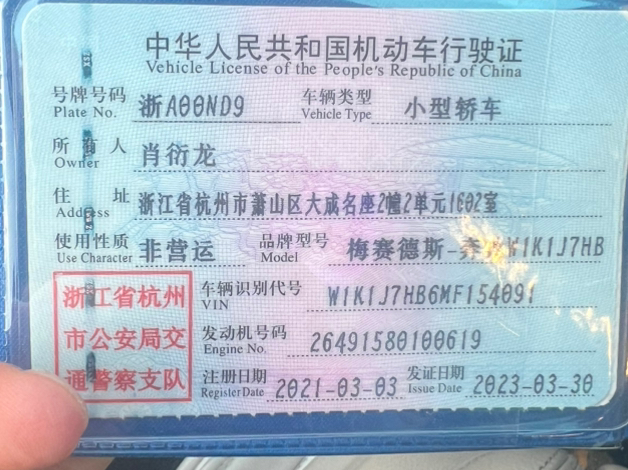 中华人民共和国机动车行驶证
Vehicle License of the People's Republic of China
号牌号码 浙A00ND9 车辆类型 小型轿车
Plate No. Vehicle Type
所有人 肖衍龙
Owner
住址 浙江省杭州市萧山区大成名座2幢2单元1602室
Address
使用性质 非营运 品牌型号 梅赛德斯-奔 W1K1J7HB
Use Character Model
浙江省杭州 车辆识别代号 W1K1J7HB6MF154091
VIN
市公安局交 发动机号码 26491580100619
Engine No.
通警察支队 注册日期 2021-03-03 发证日期 2023-03-30
Register Date Issue Date